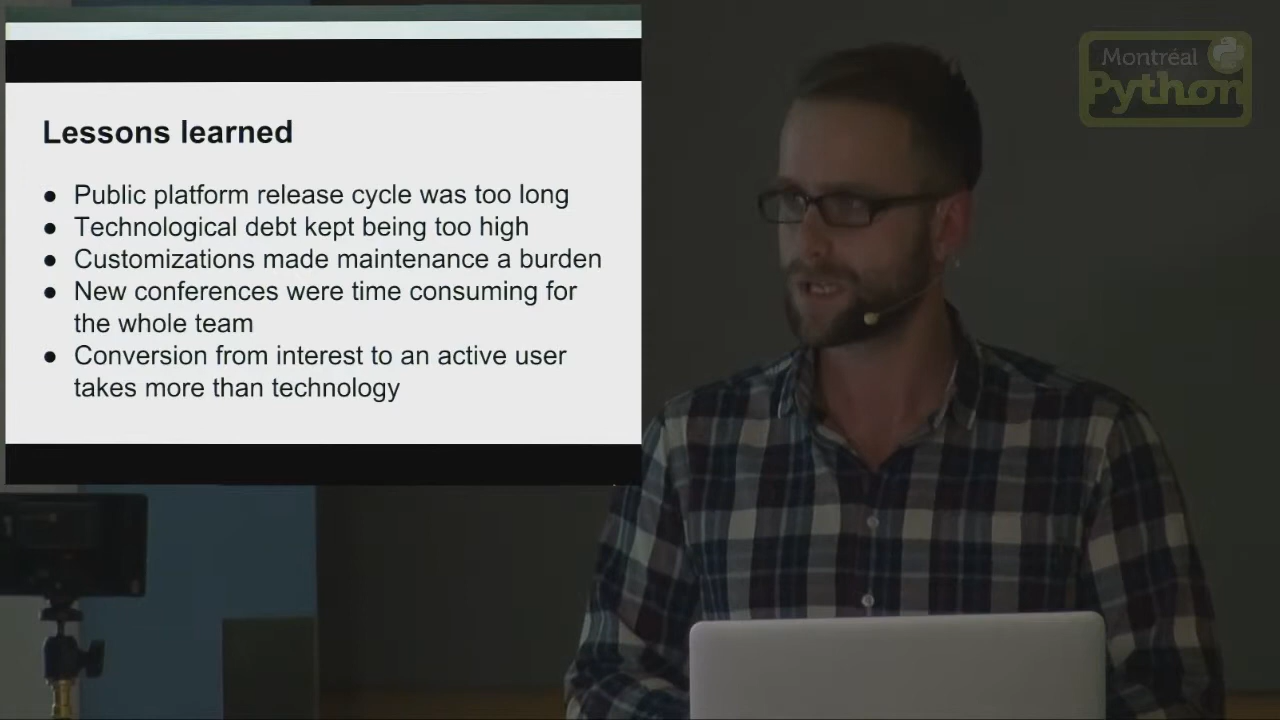 Lessons learned
● Public platform release cycle was too long
● Technological debt kept being too high
● Customizations made maintenance a burden
● New conferences were time consuming for
the whole team
● Conversion from interest to an active user
takes more than technology
Montréal
Python